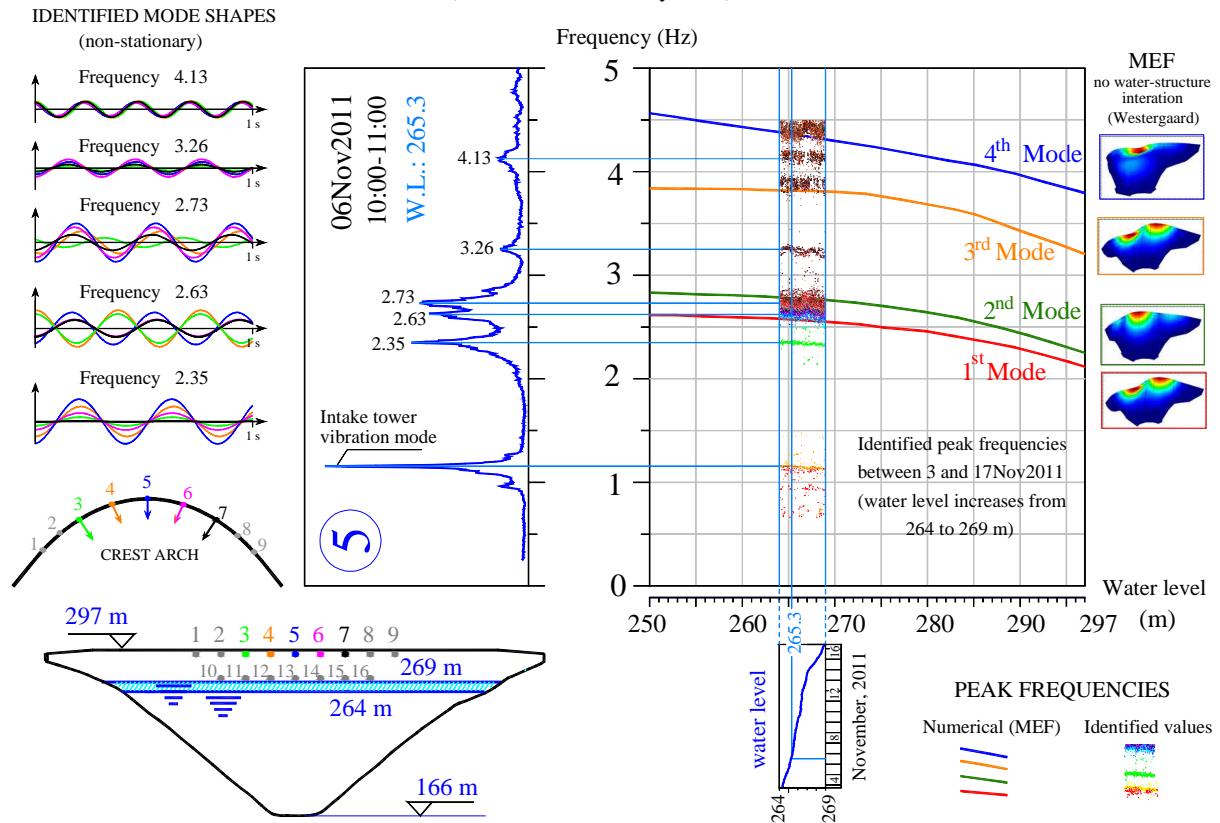 IDENTIFIED MODE SHAPES
(non-stationary)
Frequency 4.13
1 s
3.26
1 s
Frequency 2.73
1 s
Frequency 2.63
1 s
Frequency 2.35
1 s
1
2
3
4
5
6
7
8
9
CREST ARCH
06Nov2011
10:00-11:00
W.L.: 265.3
4.13
3.26
2.73
2.63
2.35
Intake tower
vibration mode
5
Frequency (Hz)
5
4
3
2
1
0
4th Mode
3rd Mode
2nd Mode
1st Mode
Identified peak frequencies
between 3 and 17Nov2011
(water level increases from
264 to 269 m)
250
260
270
280
290
297
Water level
(m)
MEF
no water-structure
interation
(Westergaard)
297 m
1 2 3 4 5 6 7 8 9
10 11 12 13 14 15 16
269 m
264 m
166 m
265.3
water level
264
269
4
8
12
16
November, 2011
PEAK FREQUENCIES
Numerical (MEF)
Identified values